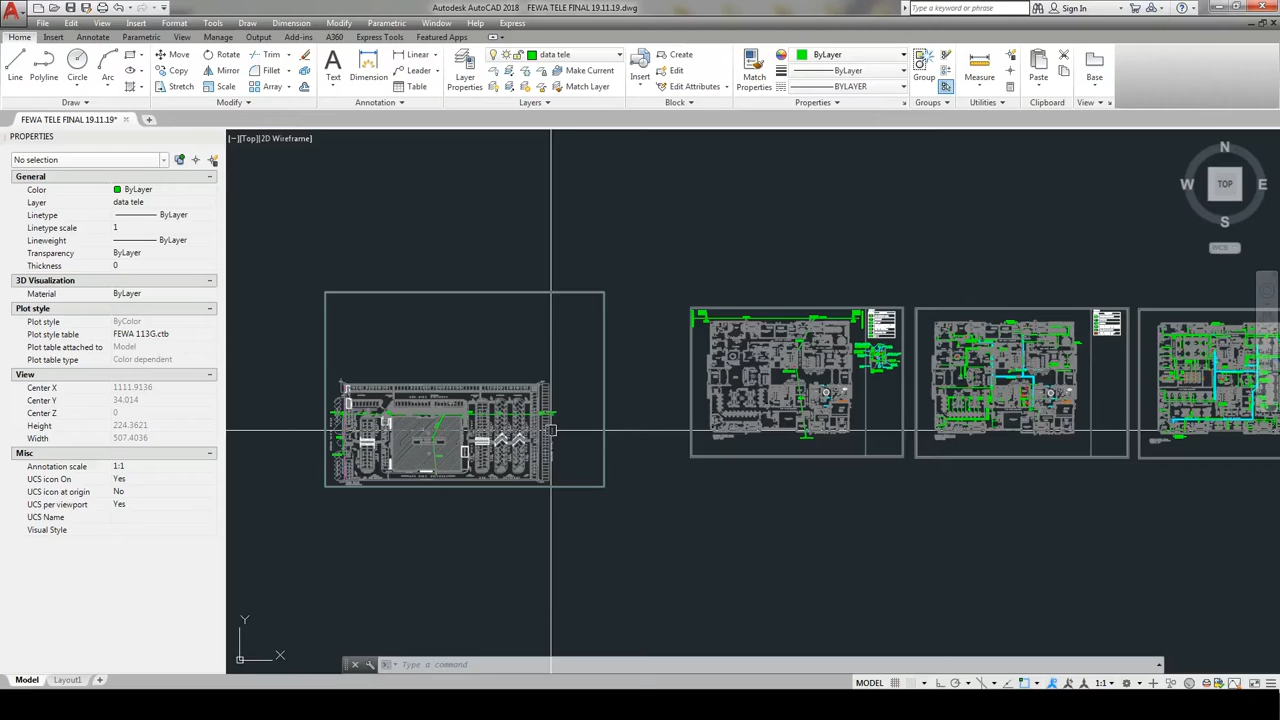 Autodesk AutoCAD 2018 FEWA TELE FINAL 19.11.19.dwg
Type a keyword or phrase
Sign In
File Edit View Insert Format Tools Draw Dimension Modify Parametric Window Help Express
Home Insert Annotate Parametric View Manage Output Add-ins A360 Express Tools Featured Apps
Line Polyline Circle Arc
Move Rotate Trim
Copy Mirror Fillet
Stretch Scale Array
Text Dimension
Linear
Leader
Table
Layer Properties
data tele
Make Current
Match Layer
Insert
Create
Edit
Edit Attributes
Match Properties
ByLayer
ByLayer
BYLAYER
Group
Measure
Paste
Base
Draw Modify Annotation Layers Block Properties Groups Utilities Clipboard View
FEWA TELE FINAL 19.11.19*
PROPERTIES
No selection
General
Color ByLayer
Layer data tele
Linetype ByLayer
Linetype scale 1
Lineweight ByLayer
Transparency ByLayer
Thickness 0
3D Visualization
Material ByLayer
Plot style
Plot style ByColor
Plot style table FEWA 113G.ctb
Plot table attached to Model
Plot table type Color dependent
View
Center X 1111.9136
Center Y 34.014
Center Z 0
Height 224.3621
Width 507.4036
Misc
Annotation scale 1:1
UCS icon On Yes
UCS icon at origin No
UCS per viewport Yes
UCS Name
Visual Style
[−][Top][2D Wireframe]
N
W TOP E
S
WCS
Y
X
Type a command
Model Layout1
MODEL
1:1